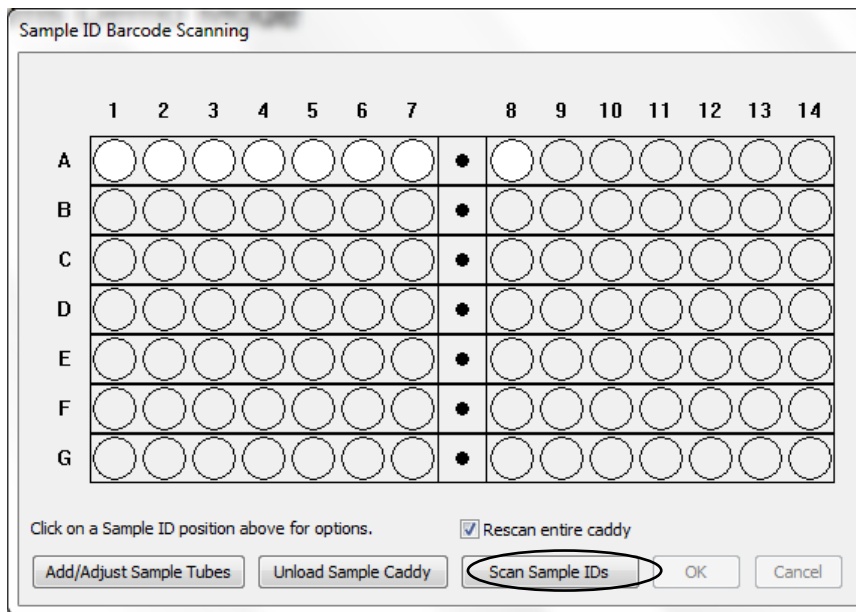 Sample ID Barcode Scanning
1 2 3 4 5 6 7 8 9 10 11 12 13 14
A
B
C
D
E
F
G
Click on a Sample ID position above for options.
Rescan entire caddy
Add/Adjust Sample Tubes
Unload Sample Caddy
Scan Sample IDs
OK
Cancel